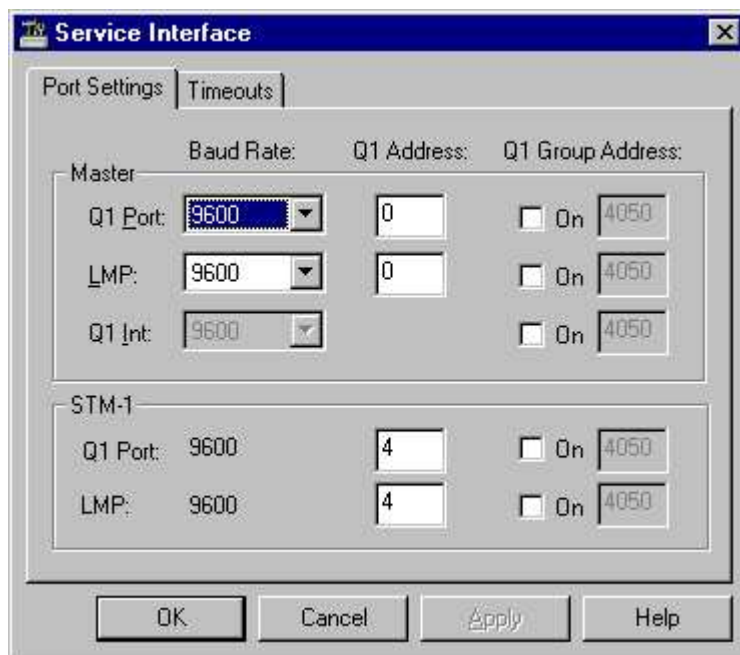 Service Interface
Port Settings Timeouts
Baud Rate: Q1 Address: Q1 Group Address:
Master
Q1 Port: 9600 0 On 4050
LMP: 9600 0 On 4050
Q1 Int: 9600 On 4050
STM-1
Q1 Port: 9600 4 On 4050
LMP: 9600 4 On 4050
OK Cancel Apply Help